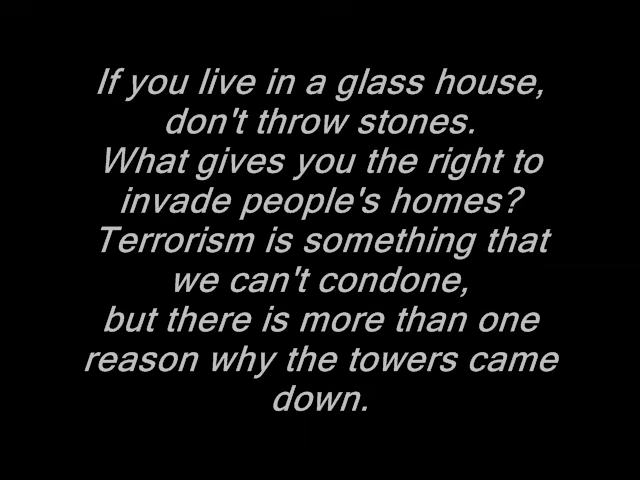 If you live in a glass house,
don't throw stones.
What gives you the right to
invade people's homes?
Terrorism is something that
we can't condone,
but there is more than one
reason why the towers came
down.